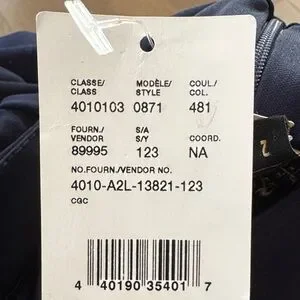 CLASSE/ MODÈLE/ COUL./
CLASS STYLE COL.
4010103 0871 481
FOURN./ S/A
VENDOR S/Y COORD.
89995 123 NA
NO.FOURN./VENDOR NO.
4010-A2L-13821-123
CGC
4 40190 35401 7
2